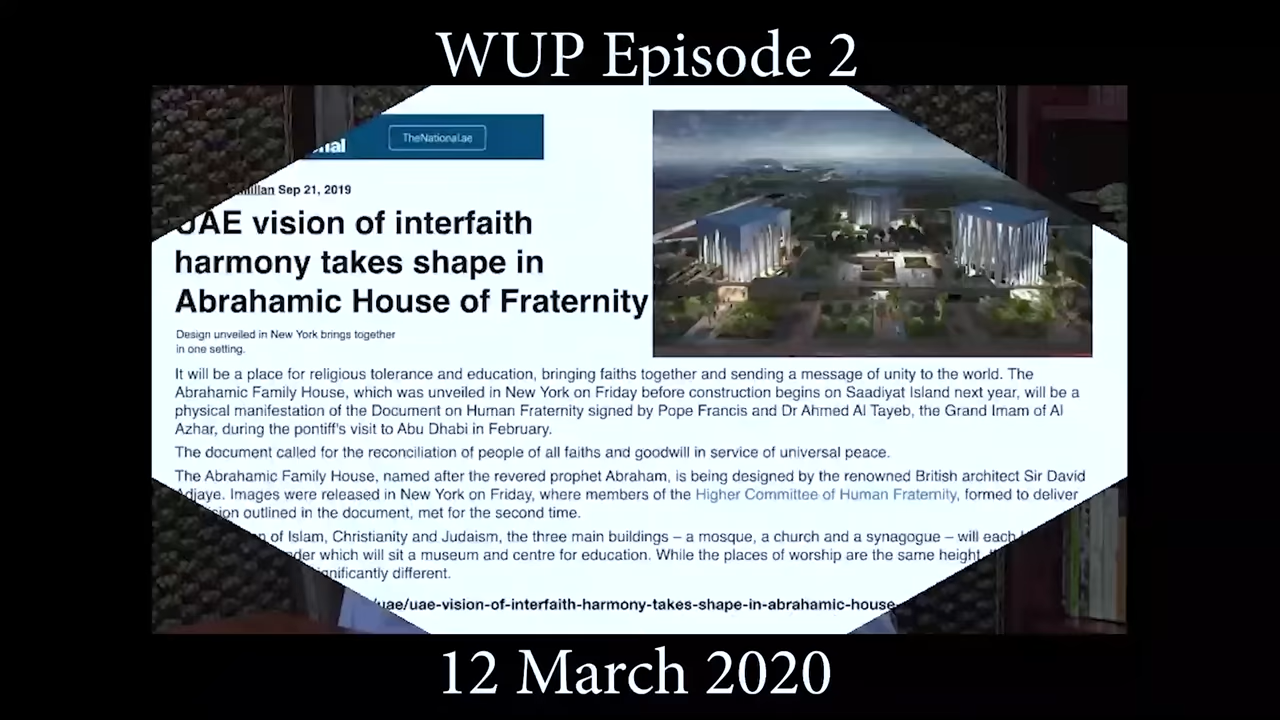 WUP Episode 2
TheNational.ae
Sep 21, 2019
UAE vision of interfaith
harmony takes shape in
Abrahamic House of Fraternity
Design unveiled in New York brings together
in one setting.
It will be a place for religious tolerance and education, bringing faiths together and sending a message of unity to the world. The
Abrahamic Family House, which was unveiled in New York on Friday before construction begins on Saadiyat Island next year, will be a
physical manifestation of the Document on Human Fraternity signed by Pope Francis and Dr Ahmed Al Tayeb, the Grand Imam of Al
Azhar, during the pontiff's visit to Abu Dhabi in February.
The document called for the reconciliation of people of all faiths and goodwill in service of universal peace.
The Abrahamic Family House, named after the revered prophet Abraham, is being designed by the renowned British architect Sir David
Adjaye. Images were released in New York on Friday, where members of the Higher Committee of Human Fraternity, formed to deliver
outlined in the document, met for the second time.
of Islam, Christianity and Judaism, the three main buildings – a mosque, a church and a synagogue – will each
which will sit a museum and centre for education. While the places of worship are the same height,
significantly different.
/uae/uae-vision-of-interfaith-harmony-takes-shape-in-abrahamic-house-
12 March 2020